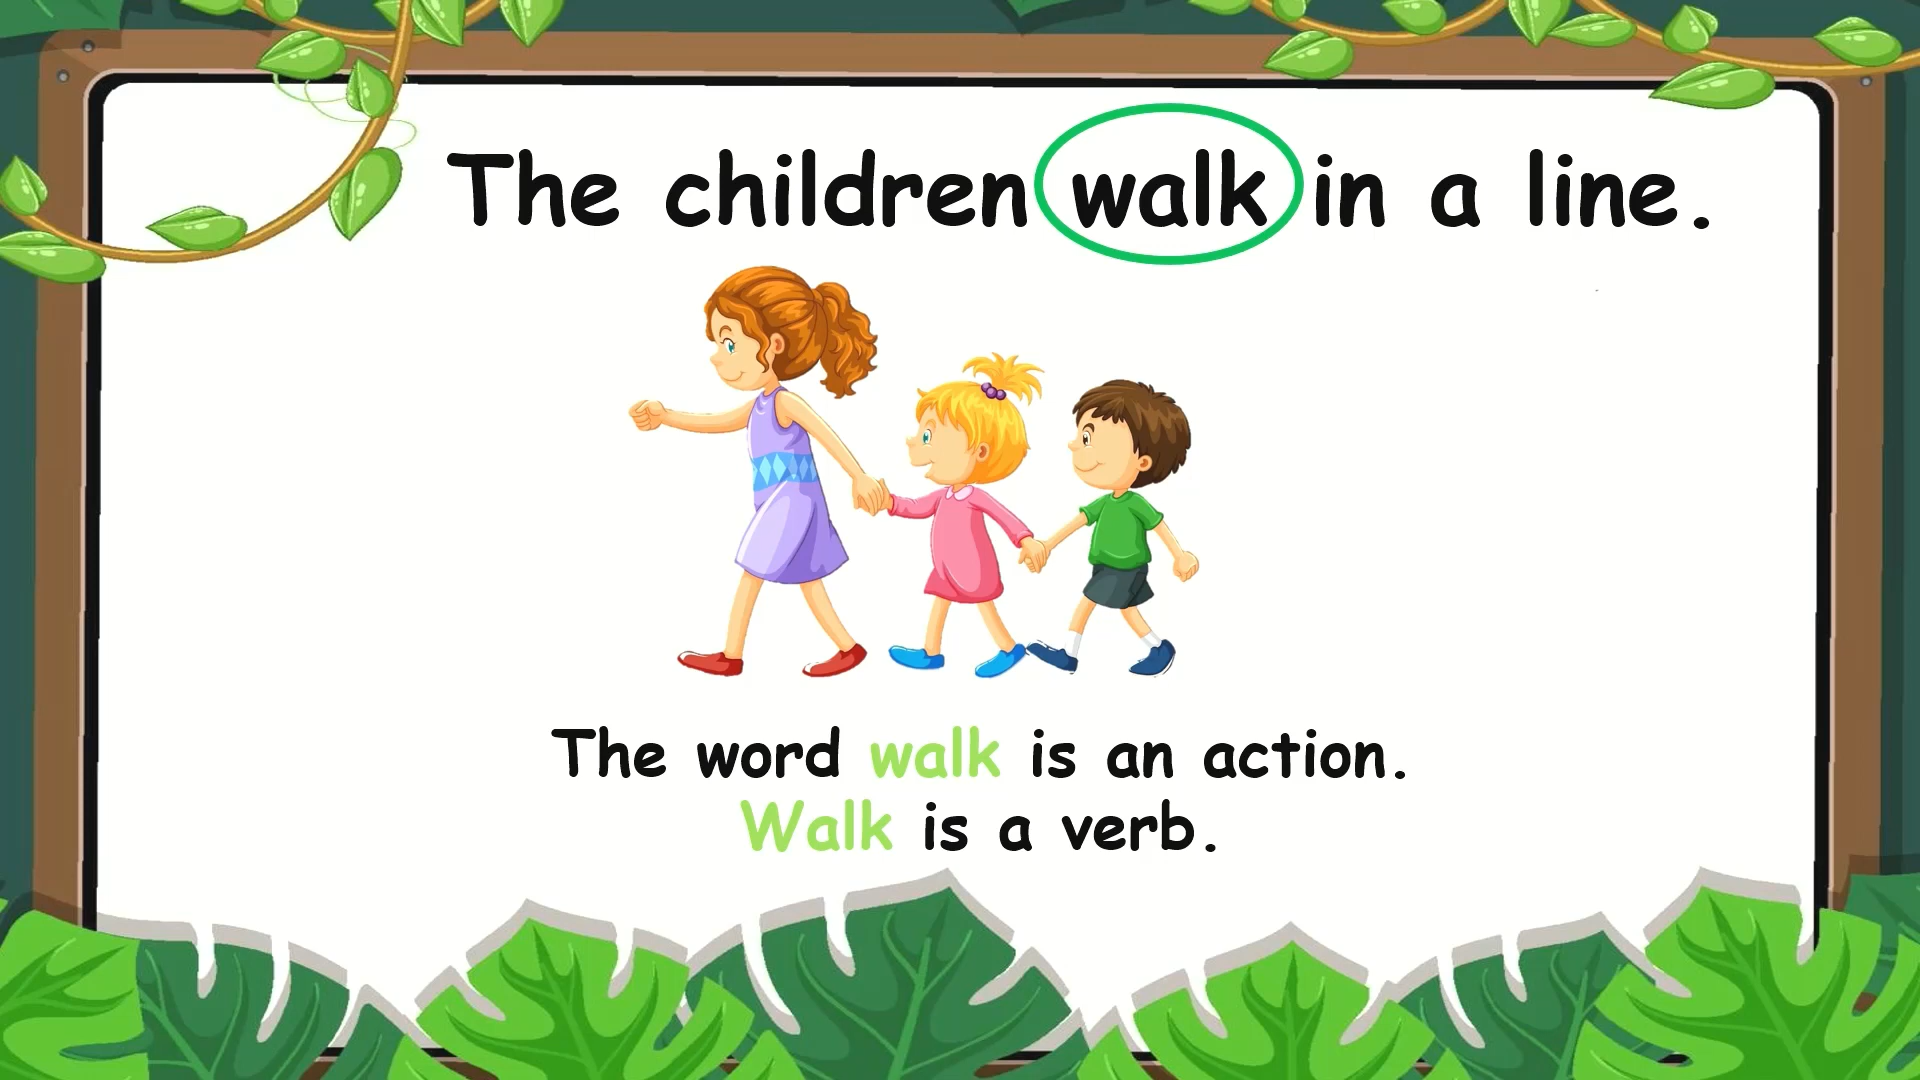 The children walk in a line.
The word walk is an action.
Walk is a verb.